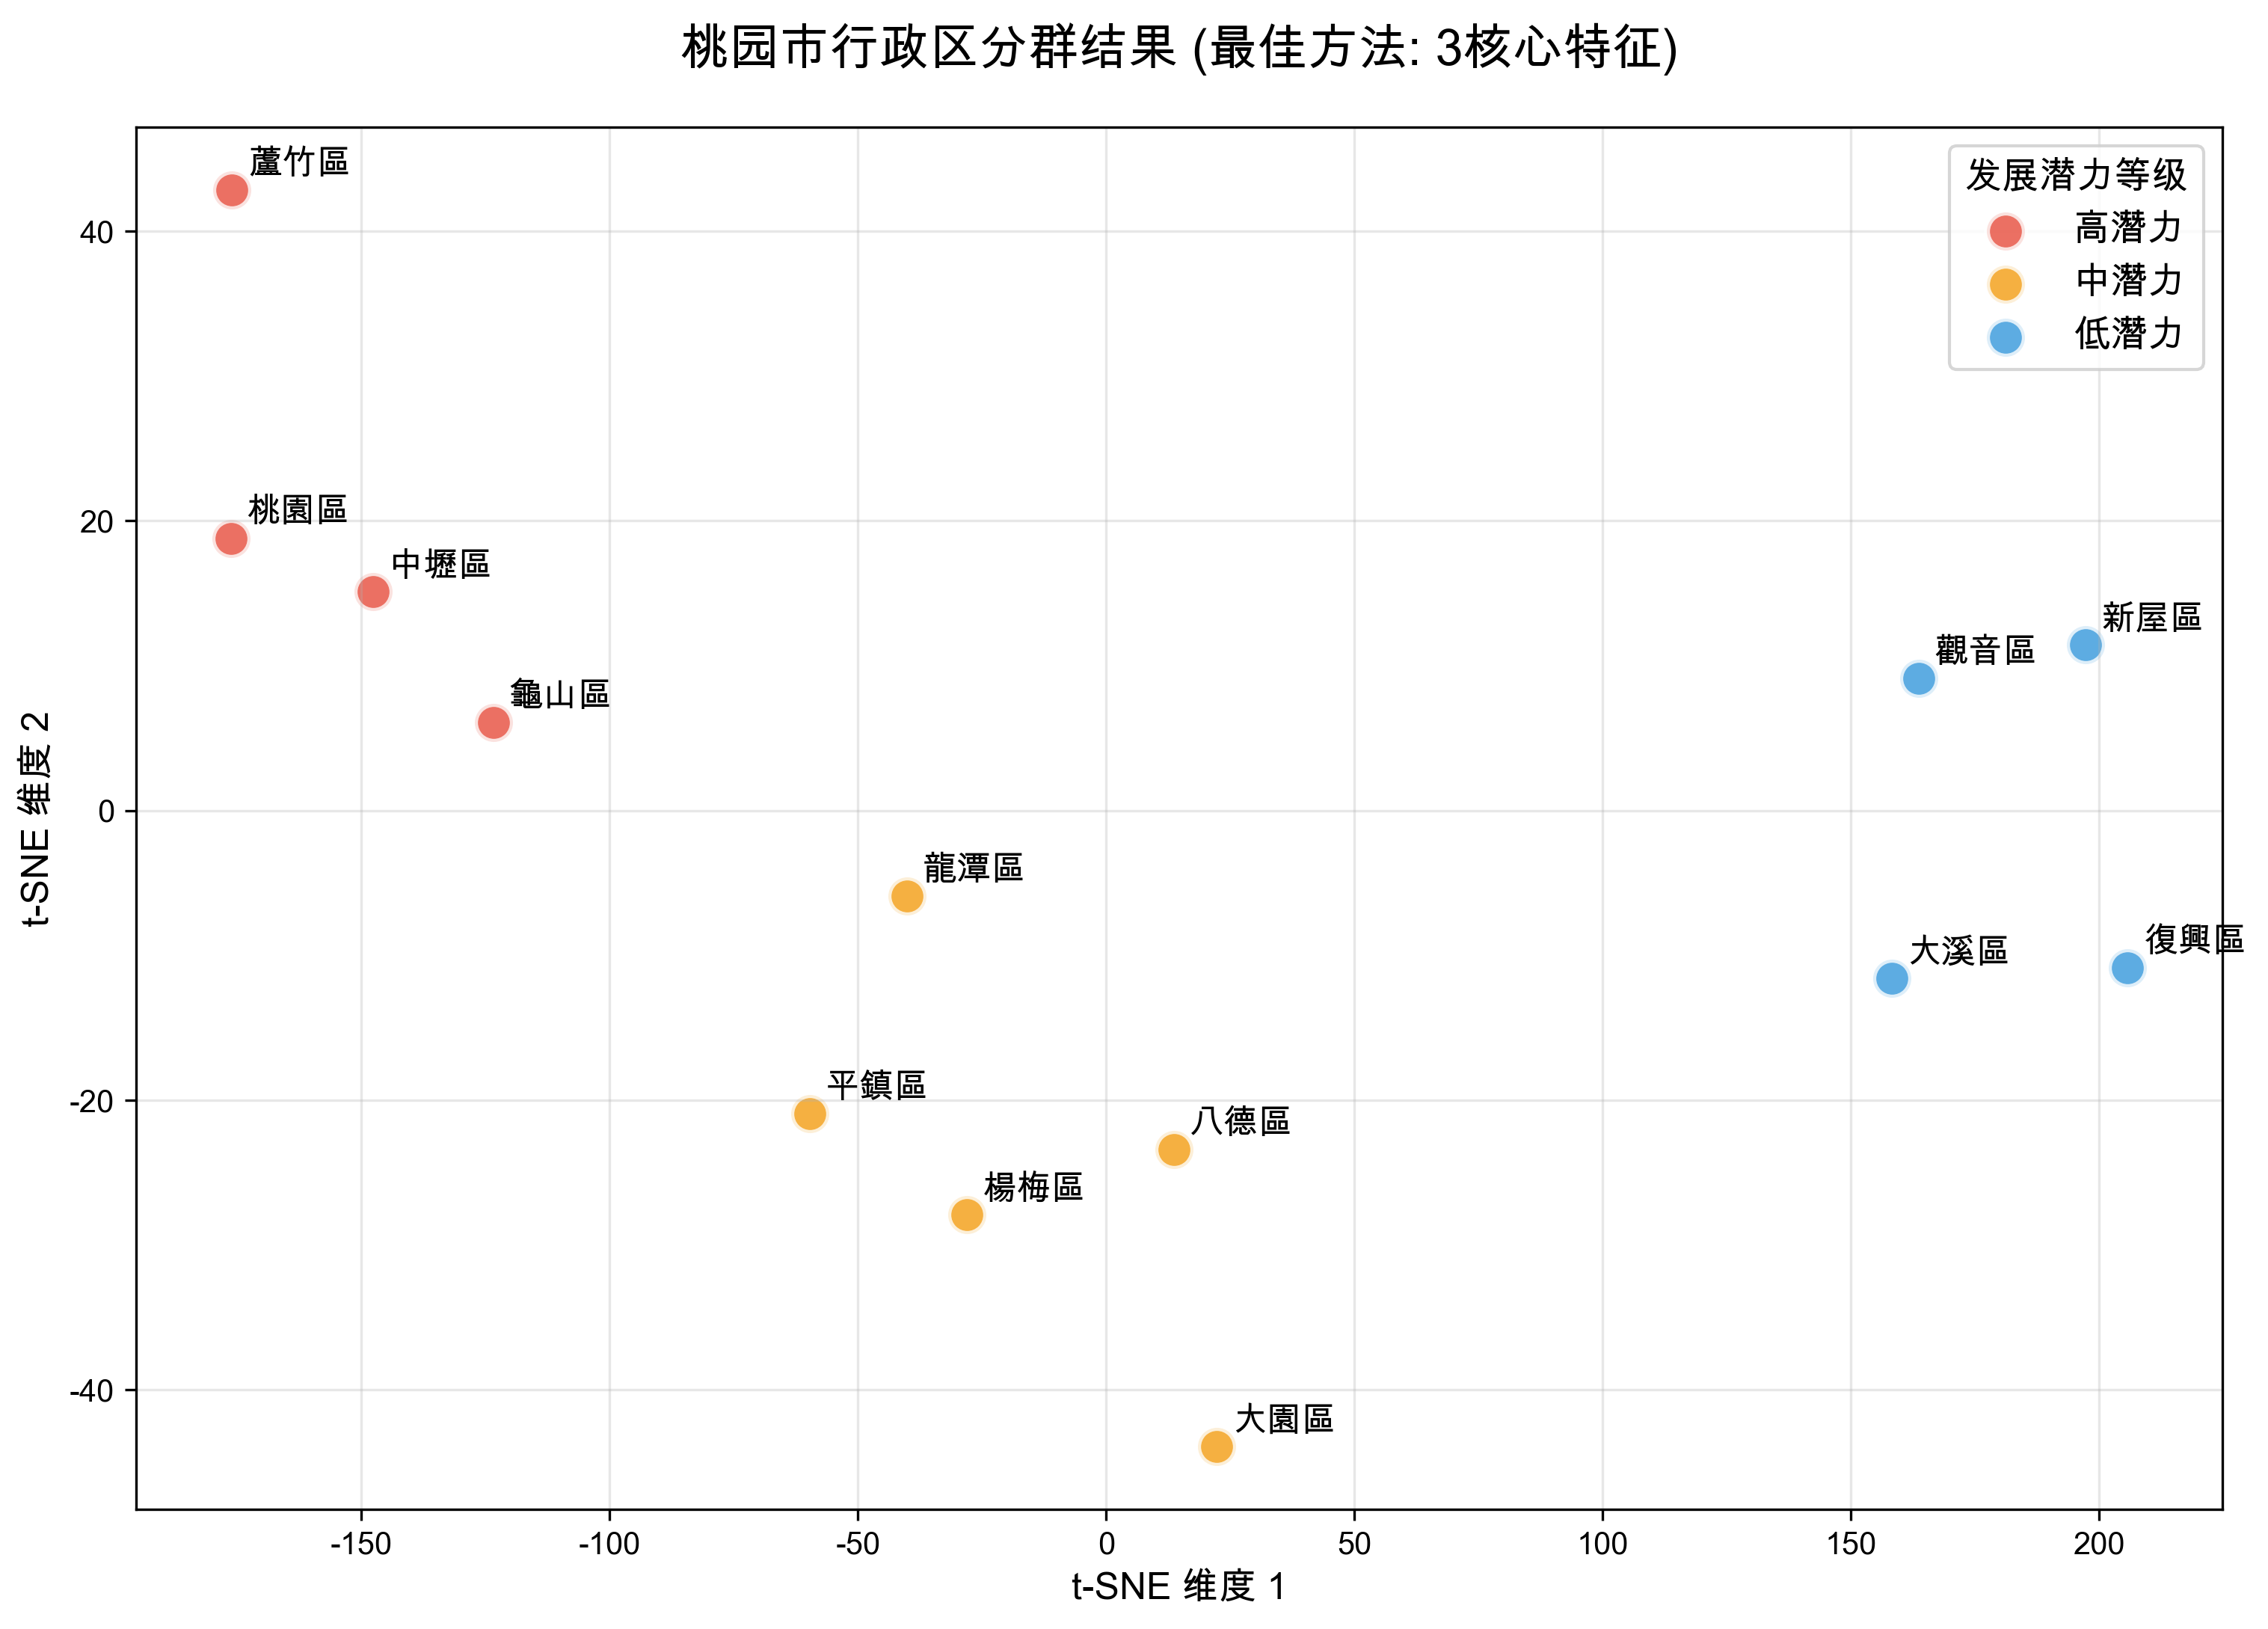 桃园市行政区分群结果 (最佳方法: 3核心特征)
发展潜力等级
高潛力
中潛力
低潛力
蘆竹區
桃園區
中壢區
龜山區
新屋區
觀音區
龍潭區
大溪區
復興區
平鎮區
八德區
楊梅區
大園區
t-SNE 维度 2
40
20
0
-20
-40
-150
-100
-50
0
50
100
150
200
t-SNE 维度 1